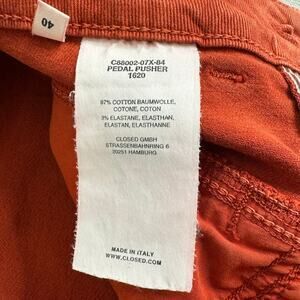 40
C88002-07X-84
PEDAL PUSHER
1620
97% COTTON BAUMWOLLE,
COTONE, COTON
3% ELASTANE, ELASTHAN,
ELASTAN, ELASTHANNE
CLOSED GMBH
STRASSENBAHNRING 6
20251 HAMBURG
MADE IN ITALY
WWW.CLOSED.COM